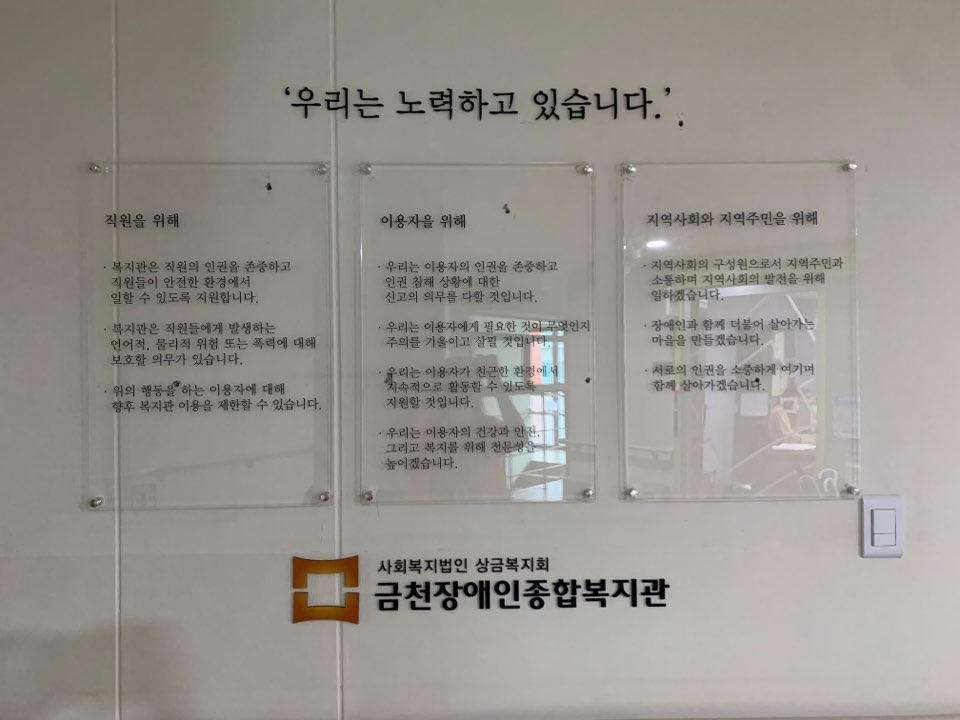 ‘우리는 노력하고 있습니다.’
직원을 위해
· 복지관은 직원의 인권을 존중하고
직원들이 안전한 환경에서
일할 수 있도록 지원합니다.
· 복지관은 직원들에게 발생하는
언어적, 물리적 위험 또는 폭력에 대해
보호할 의무가 있습니다.
· 위의 행동을 하는 이용자에 대해
향후 복지관 이용을 제한할 수 있습니다.
이용자을 위해
· 우리는 이용자의 인권을 존중하고
인권 침해 상황에 대한
신고의 의무를 다할 것입니다.
· 우리는 이용자에게 필요한 것이 무엇인지
주의를 기울이고 살필 것입니다.
· 우리는 이용자가 친근한 환경에서
지속적으로 활동할 수 있도록
지원할 것입니다.
· 우리는 이용자의 건강과 안전,
그리고 복지를 위해 전문성을
높이겠습니다.
지역사회와 지역주민을 위해
· 지역사회의 구성원으로서 지역주민과
소통하며 지역사회의 발전을 위해
일하겠습니다.
· 장애인과 함께 더불어 살아가는
마을을 만들겠습니다.
· 서로의 인권을 소중하게 여기며
함께 살아가겠습니다.
사회복지법인 상금복지회
금천장애인종합복지관